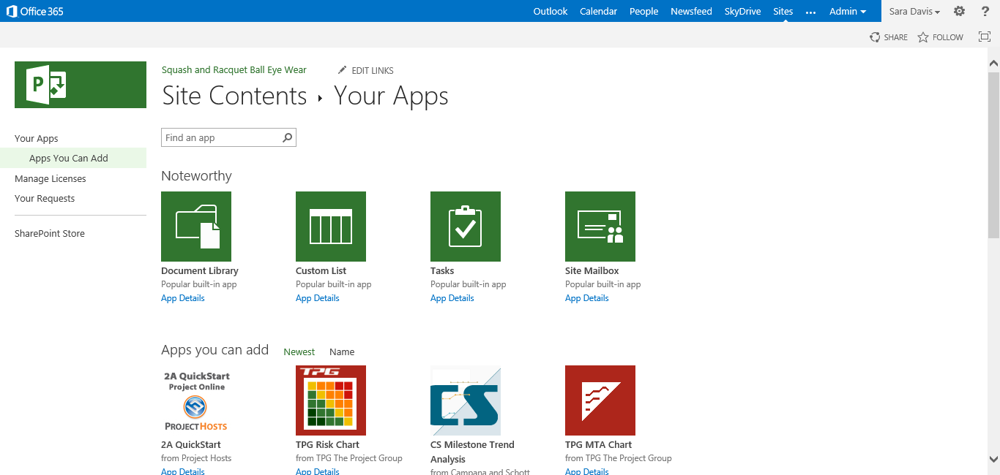 Office 365
Outlook Calendar People Newsfeed SkyDrive Sites ... Admin Sara Davis ?
SHARE FOLLOW
P
Squash and Racquet Ball Eye Wear EDIT LINKS
Site Contents ▸ Your Apps
Your Apps
Apps You Can Add
Manage Licenses
Your Requests
SharePoint Store
Find an app
Noteworthy
Document Library
Popular built-in app
App Details
Custom List
Popular built-in app
App Details
Tasks
Popular built-in app
App Details
Site Mailbox
Popular built-in app
App Details
Apps you can add Newest Name
2A QuickStart
Project Online
PROJECTHOSTS
2A QuickStart
from Project Hosts
App Details
TPG
TPG Risk Chart
from TPG The Project Group
App Details
CS
CS Milestone Trend
Analysis
from Campana and Schott
TPG MTA Chart
from TPG The Project Group
App Details